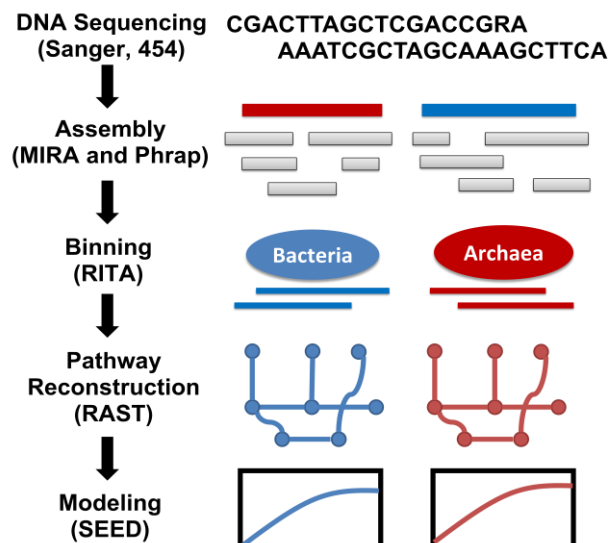 DNA Sequencing
(Sanger, 454)
CGACTTAGCTCGACCGRA
AAATCGCTAGCAAAGCTTCA
Assembly
(MIRA and Phrap)
Binning
(RITA)
Bacteria
Archaea
Pathway
Reconstruction
(RAST)
Modeling
(SEED)